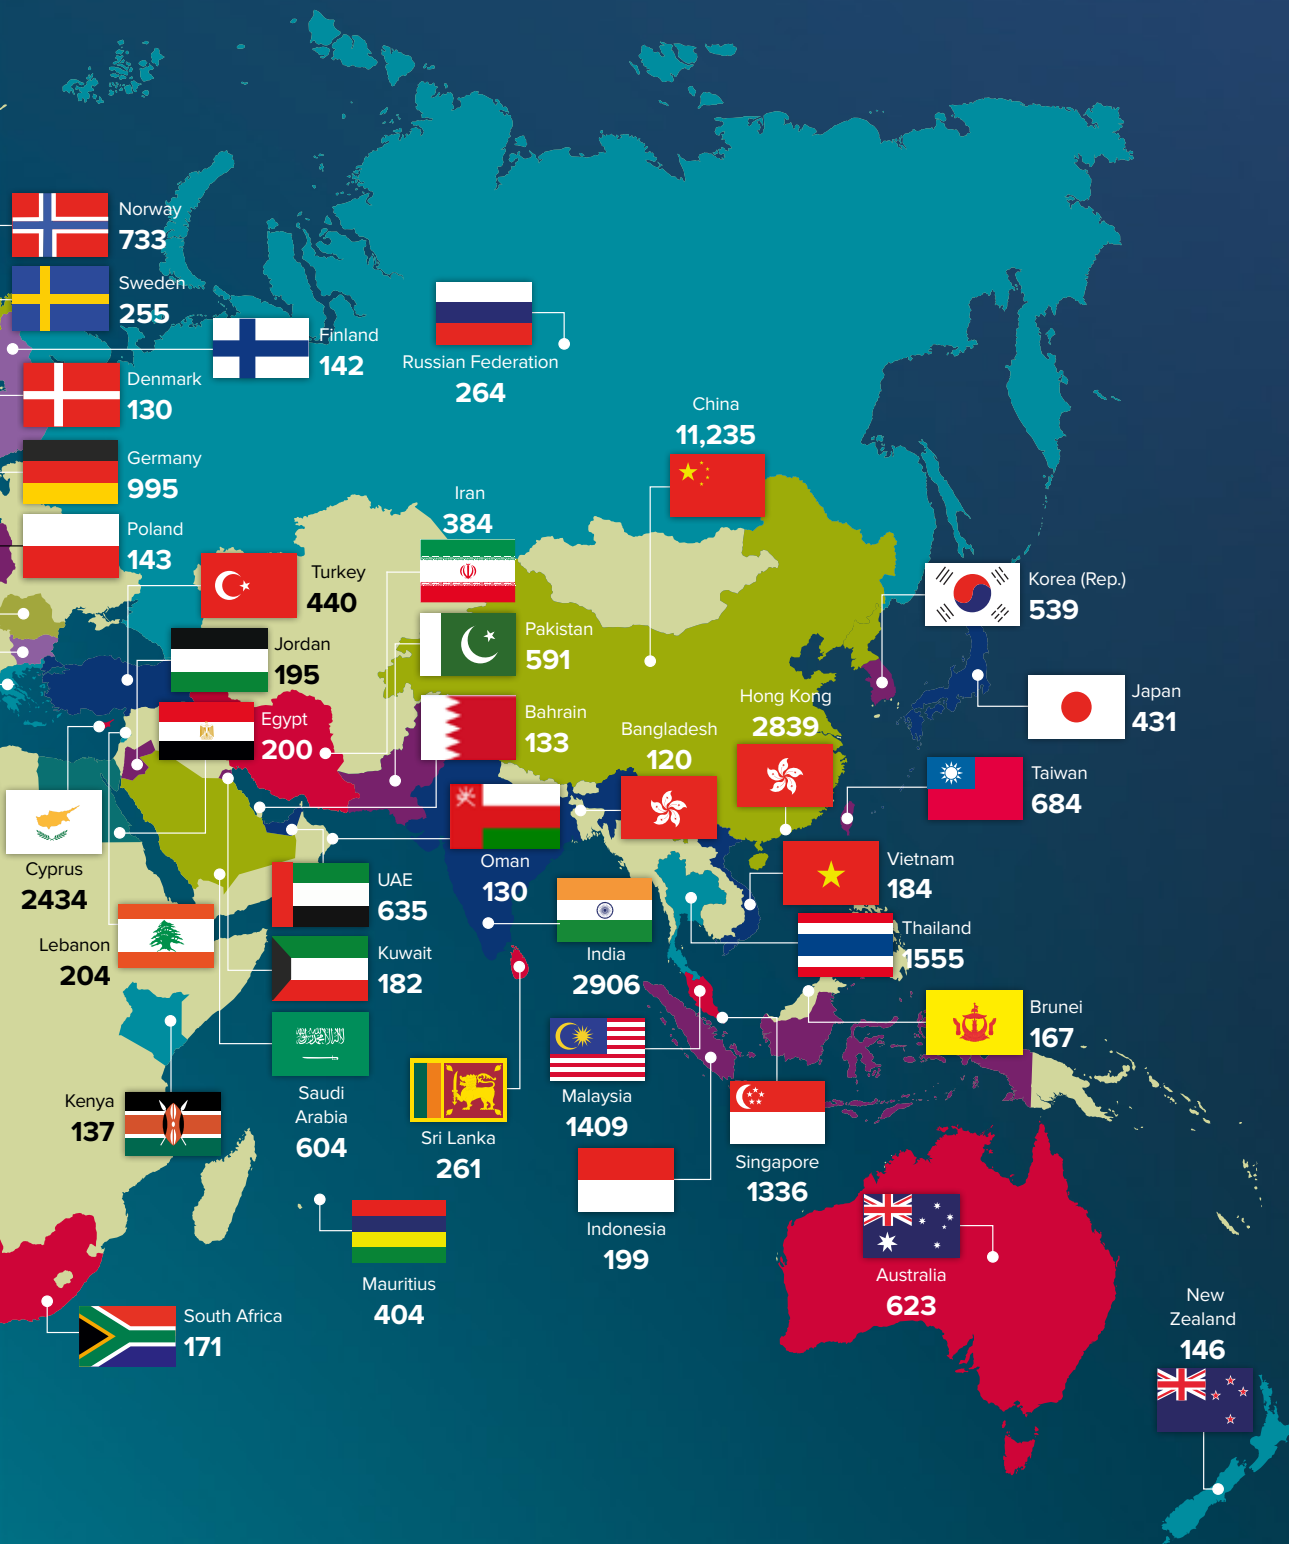 Norway
733
Sweden
255
Finland
142
Russian Federation
264
Denmark
130
China
11,235
Germany
995
Iran
384
Poland
143
Turkey
440
Korea (Rep.)
539
Pakistan
591
Jordan
195
Japan
431
Hong Kong
2839
Bahrain
133
Egypt
200
Bangladesh
120
Taiwan
684
Cyprus
2434
Oman
130
Vietnam
184
UAE
635
Thailand
1555
Lebanon
204
Kuwait
182
India
2906
Brunei
167
Saudi
Arabia
604
Malaysia
1409
Kenya
137
Sri Lanka
261
Singapore
1336
Indonesia
199
Australia
623
Mauritius
404
New
Zealand
146
South Africa
171